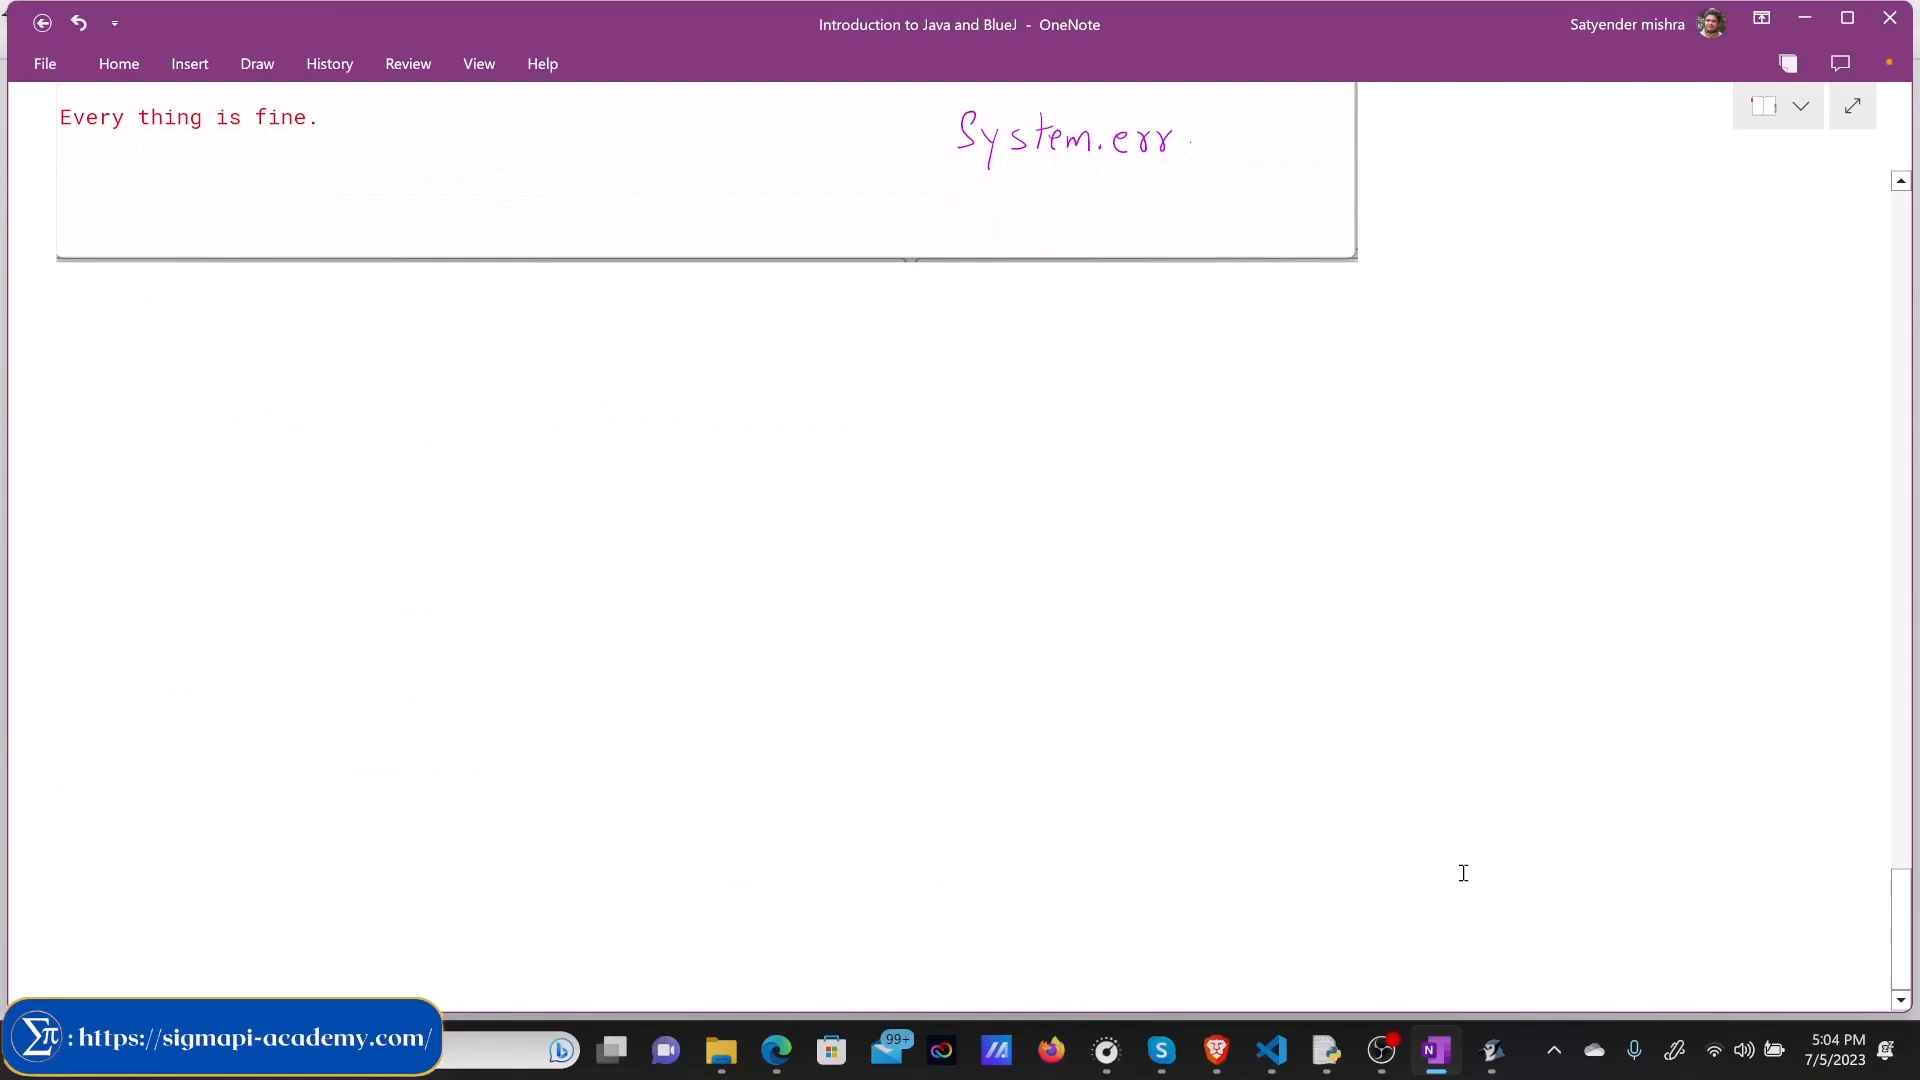 Introduction to Java and BlueJ - OneNote
Satyender mishra
File Home Insert Draw History Review View Help
Every thing is fine.
System.err.
Σπ : https://sigmapi-academy.com/
99+
5:04 PM
7/5/2023